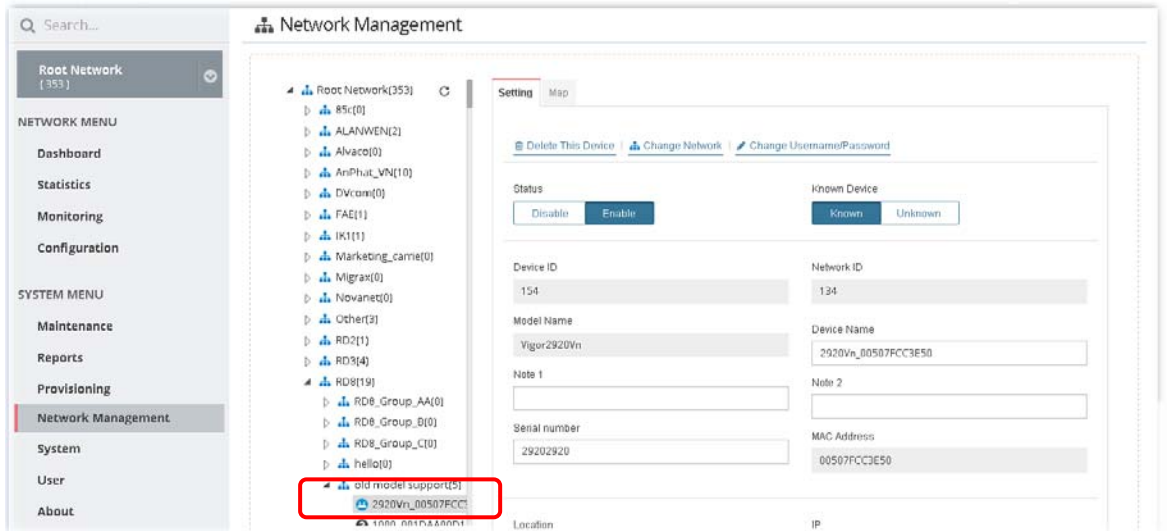 Search...
Network Management
Root Network
[ 353 ]
NETWORK MENU
Dashboard
Statistics
Monitoring
Configuration
SYSTEM MENU
Maintenance
Reports
Provisioning
Network Management
System
User
About
Root Network(353)
85c[0]
ALANWEN[2]
Alvaco[0]
AnPhat_VN[10]
DVcom[0]
FAE[1]
IK1[1]
Marketing_carrie[0]
Migrax[0]
Novanet[0]
Other[3]
RD2[1]
RD3[4]
RD8[19]
RD8_Group_AA[0]
RD8_Group_B[0]
RD8_Group_C[0]
hello[0]
old model support[5]
2920Vn_00507FCC3
Setting Map
Delete This Device | Change Network | Change Username/Password
Status Known Device
Disable Enable Known Unknown
Device ID Network ID
154 134
Model Name
Device Name
Vigor2920Vn
2920Vn_00507FCC3E50
Note 1
Note 2
Serial number
MAC Address
29202920
00507FCC3E50
Location IP